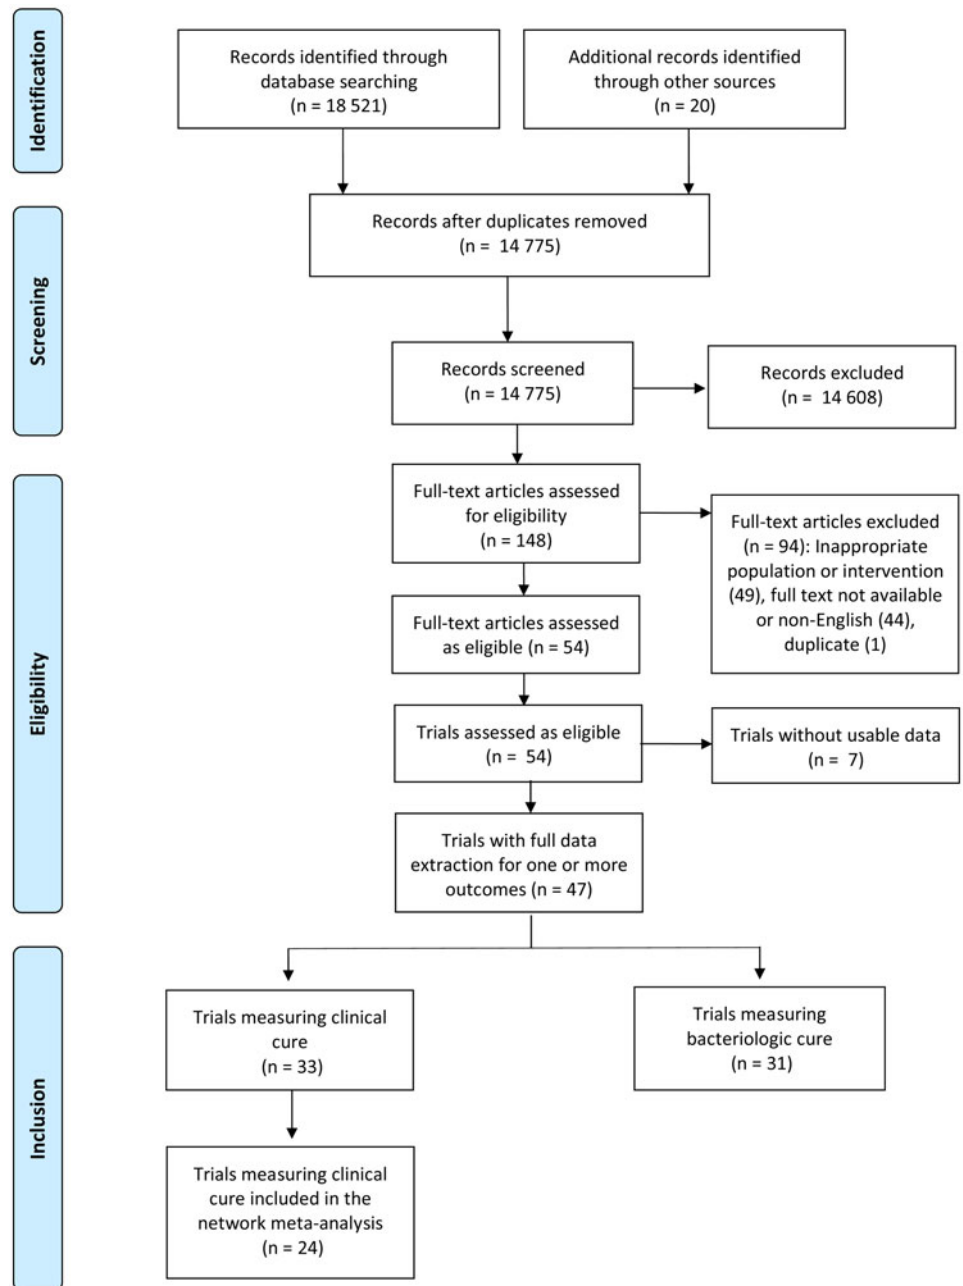 Identification
Records identified through
database searching
(n = 18 521)
Additional records identified
through other sources
(n = 20)
Screening
Records after duplicates removed
(n = 14 775)
Records screened
(n = 14 775)
Records excluded
(n = 14 608)
Eligibility
Full-text articles assessed
for eligibility
(n = 148)
Full-text articles excluded
(n = 94): Inappropriate
population or intervention
(49), full text not available
or non-English (44),
duplicate (1)
Full-text articles assessed
as eligible (n = 54)
Trials assessed as eligible
(n = 54)
Trials without usable data
(n = 7)
Trials with full data
extraction for one or more
outcomes (n = 47)
Inclusion
Trials measuring clinical
cure
(n = 33)
Trials measuring
bacteriologic cure
(n = 31)
Trials measuring clinical
cure included in the
network meta-analysis
(n = 24)